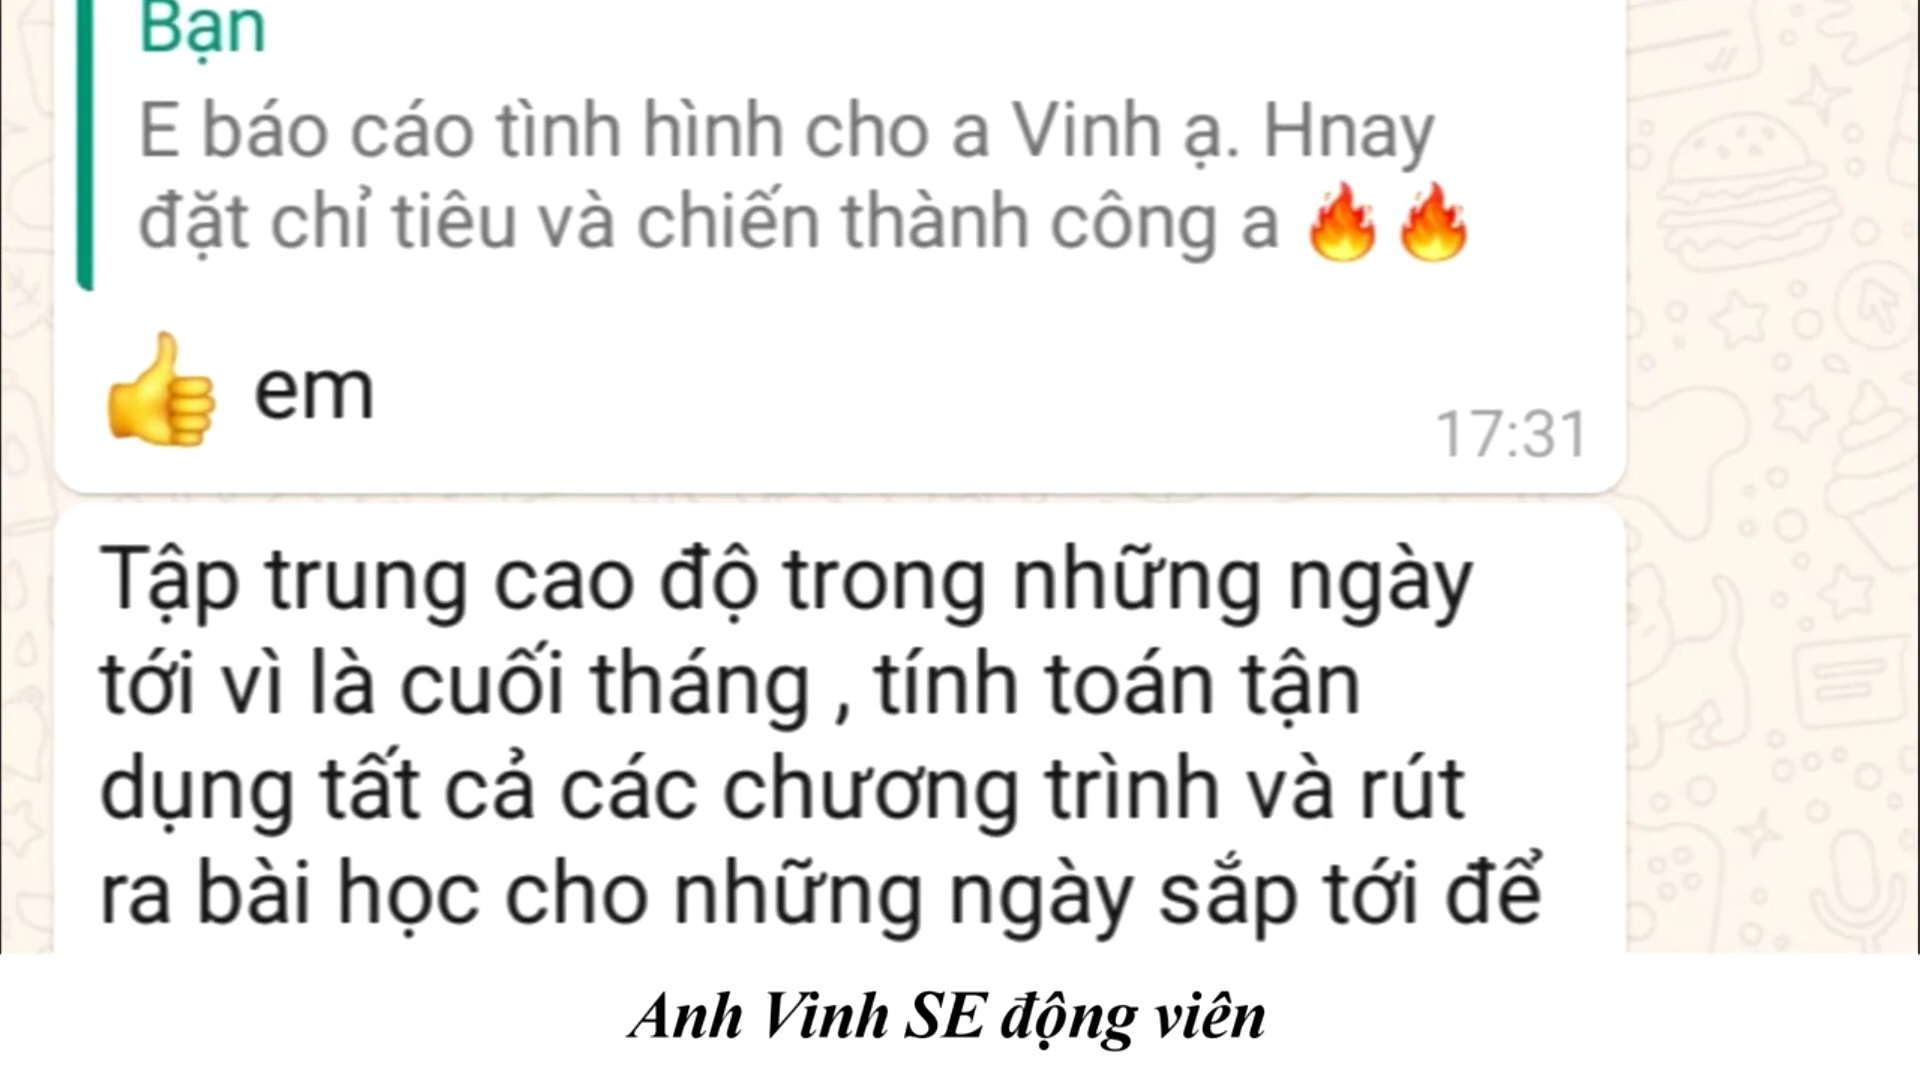 Bạn
E báo cáo tình hình cho a Vinh ạ. Hnay
đặt chỉ tiêu và chiến thành công a 🔥🔥
👍 em
17:31
Tập trung cao độ trong những ngày
tới vì là cuối tháng , tính toán tận
dụng tất cả các chương trình và rút
ra bài học cho những ngày sắp tới để
Anh Vinh SE động viên